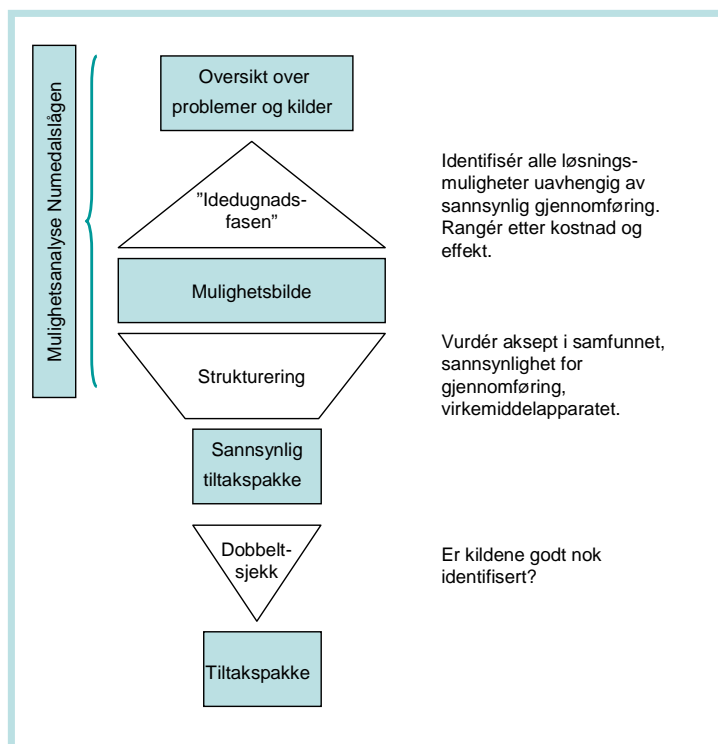 Mulighetsanalyse Numedalslågen
Oversikt over
problemer og kilder
"Idedugnads-
fasen"
Identifisér alle løsnings-
muligheter uavhengig av
sannsynlig gjennomføring.
Rangér etter kostnad og
effekt.
Mulighetsbilde
Strukturering
Vurdér aksept i samfunnet,
sannsynlighet for
gjennomføring,
virkemiddelapparatet.
Sannsynlig
tiltakspakke
Dobbelt-
sjekk
Er kildene godt nok
identifisert?
Tiltakspakke